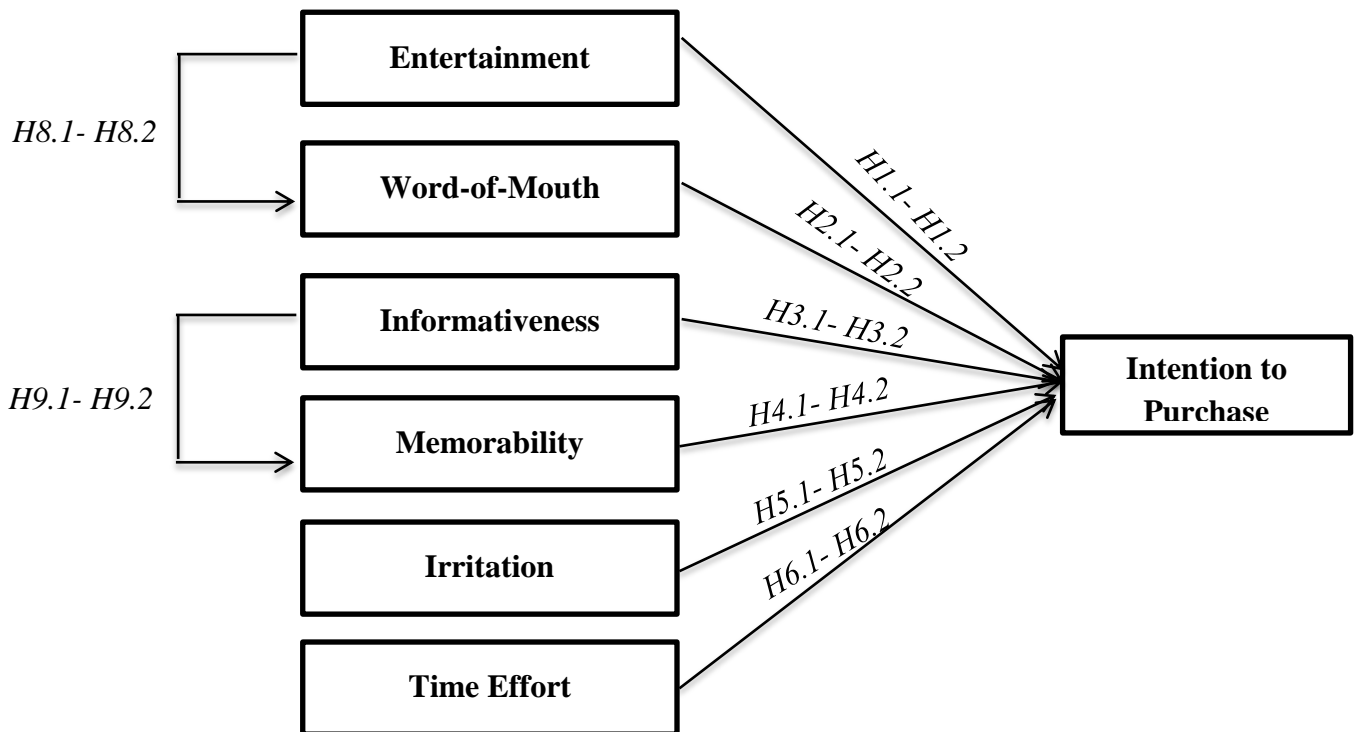 Entertainment
H8.1- H8.2
Word-of-Mouth
H1.1- H1.2
H2.1- H2.2
Informativeness
H3.1- H3.2
H9.1- H9.2
Memorability
H4.1- H4.2
Intention to
Purchase
H5.1- H5.2
Irritation
H6.1- H6.2
Time Effort